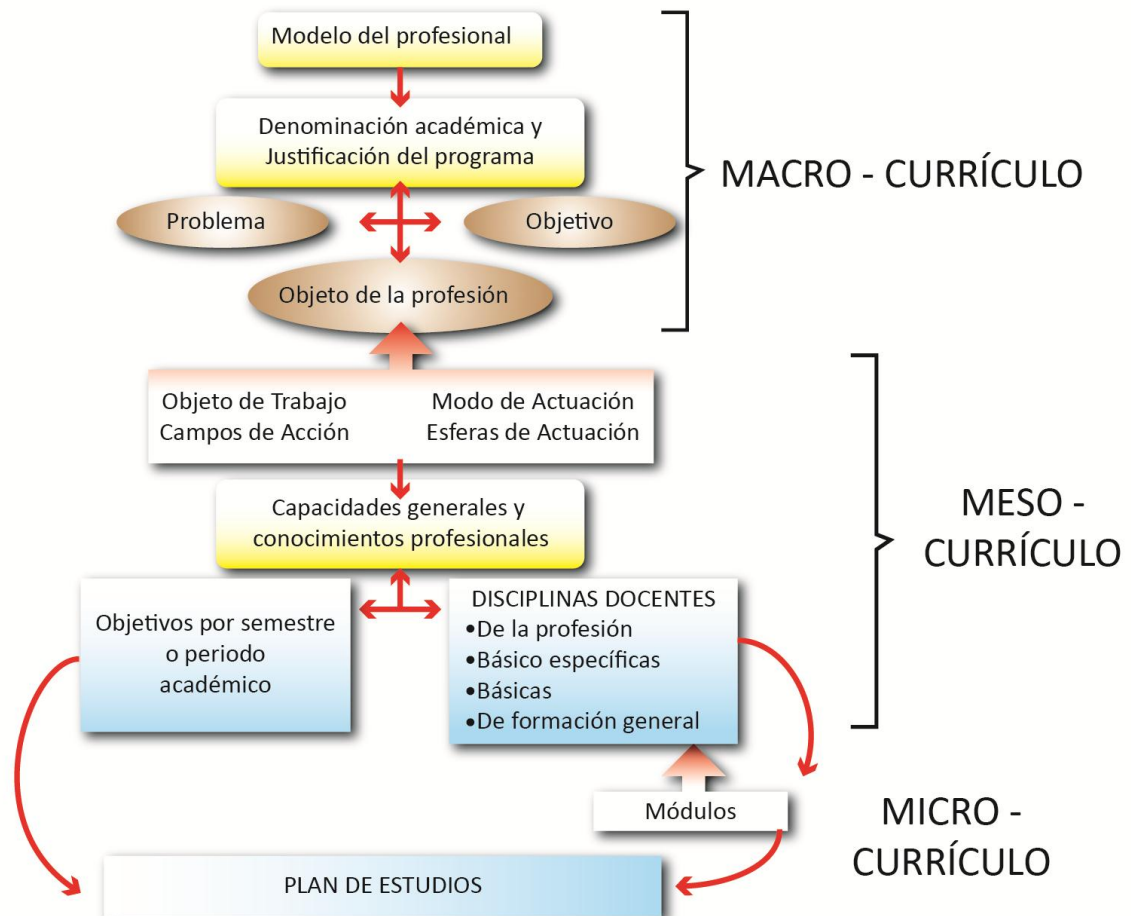 Modelo del profesional
Denominación académica y
Justificación del programa
Problema
Objetivo
Objeto de la profesión
MACRO - CURRÍCULO
Objeto de Trabajo
Campos de Acción
Modo de Actuación
Esferas de Actuación
Capacidades generales y
conocimientos profesionales
MESO -
CURRÍCULO
Objetivos por semestre
o periodo
académico
DISCIPLINAS DOCENTES
•De la profesión
•Básico específicas
•Básicas
•De formación general
Módulos
MICRO -
CURRÍCULO
PLAN DE ESTUDIOS